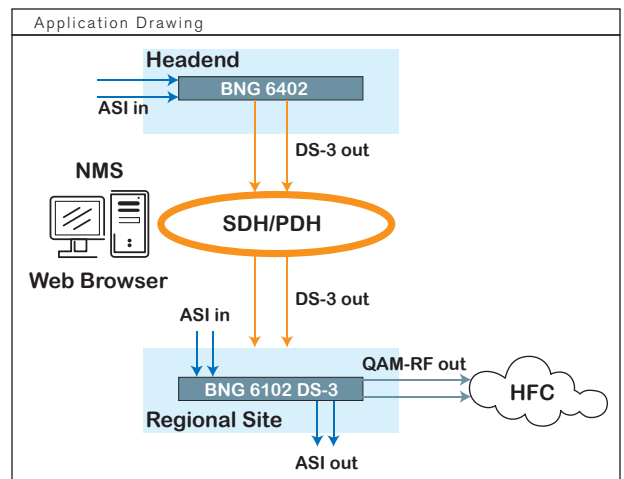 Application Drawing
Headend
BNG 6402
ASI in
DS-3 out
NMS
SDH/PDH
Web Browser
DS-3 out
ASI in
QAM-RF out
BNG 6102 DS-3
HFC
Regional Site
ASI out